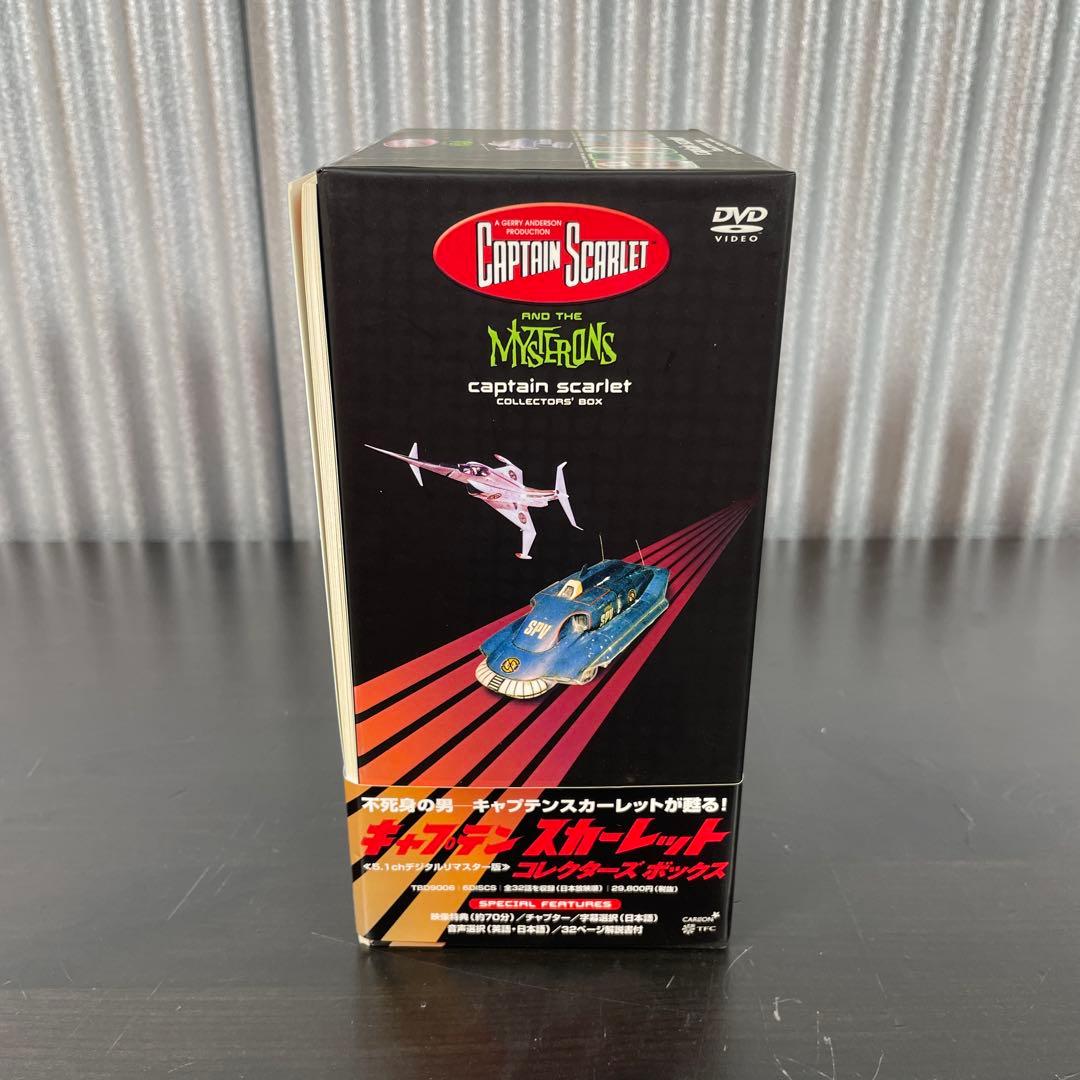 A GERRY ANDERSON
PRODUCTION
CAPTAIN SCARLET™
DVD
VIDEO™
AND THE
MYSTERONS
captain scarlet
COLLECTORS' BOX
SPV
不死身の男─キャプテンスカーレットが甦る!
キャプテン スカーレット
≪5.1chデジタルリマスター版≫ コレクターズ ボックス
TBD9006 | 6DISCS | 全32話を収録(日本放映順) | 29,800円(税抜)
SPECIAL FEATURES
映像特典(約70分)/チャプター/字幕選択(日本語)
音声選択(英語・日本語)/32ページ解説書付
CAREON
TFC